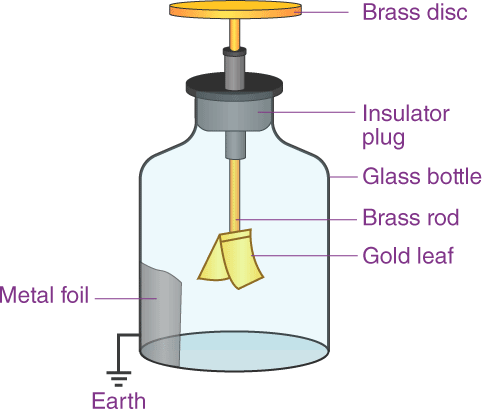 Brass disc
Insulator
plug
Glass bottle
Brass rod
Gold leaf
Metal foil
Earth